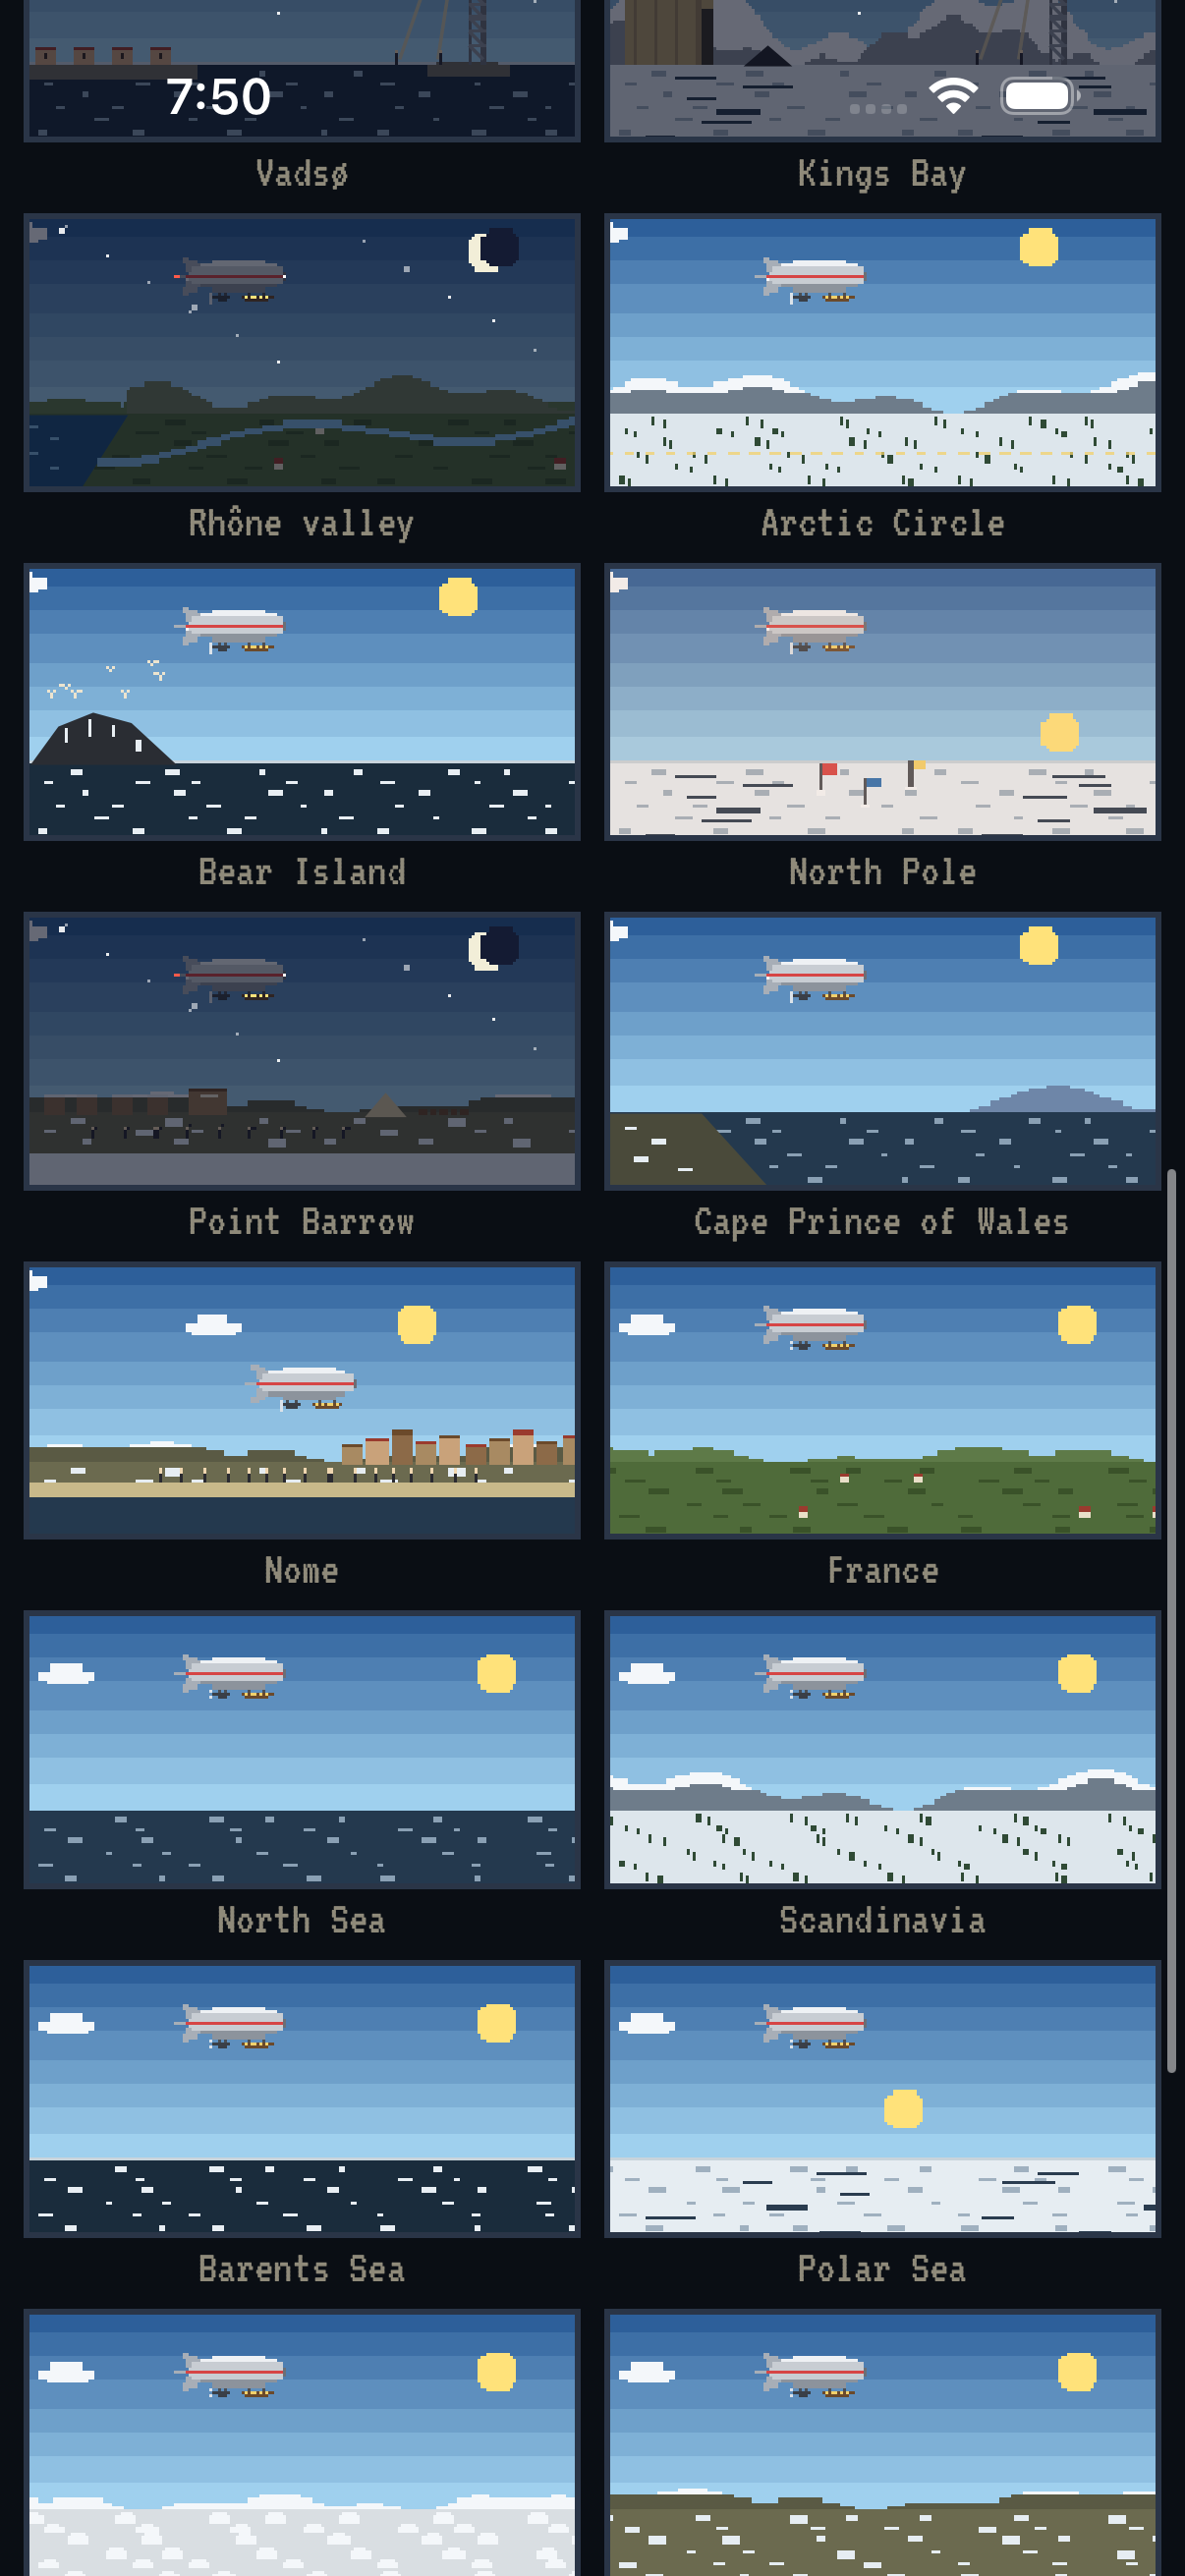 7:50
Vadsø
Kings Bay
Rhône valley
Arctic Circle
Bear Island
North Pole
Point Barrow
Cape Prince of Wales
Nome
France
North Sea
Scandinavia
Barents Sea
Polar Sea